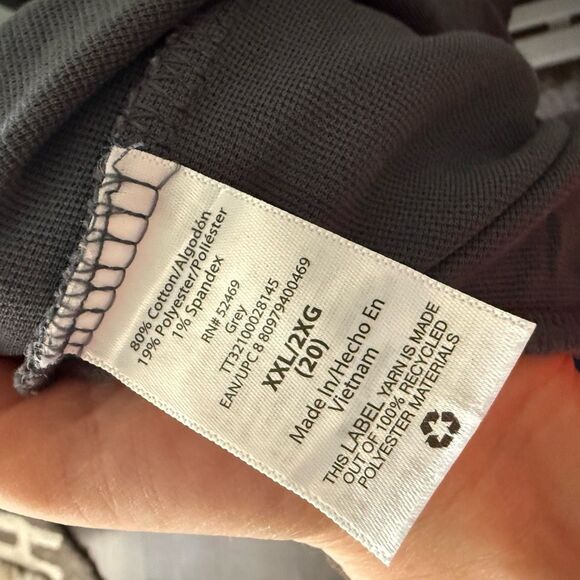 80% Cotton/Algodón
19% Polyester/Poliéster
1% Spandex
RN# 52469
Grey
TT32100028145
EAN/UPC 8 80979400469
XXL/2XG
(20)
Made in/Hecho En
Vietnam
THIS LABEL YARN IS MADE
OUT OF 100% RECYCLED
POLYESTER MATERIALS